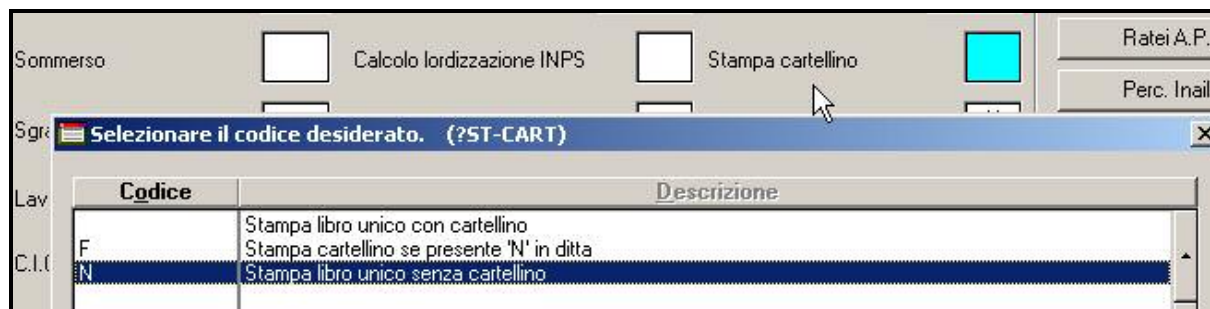 Sommerso Calcolo lordizzazione INPS Stampa cartellino Ratei A.P.
Perc. Inail
Selezionare il codice desiderato. (?ST-CART)
Codice Descrizione
Stampa libro unico con cartellino
F Stampa cartellino se presente 'N' in ditta
N Stampa libro unico senza cartellino